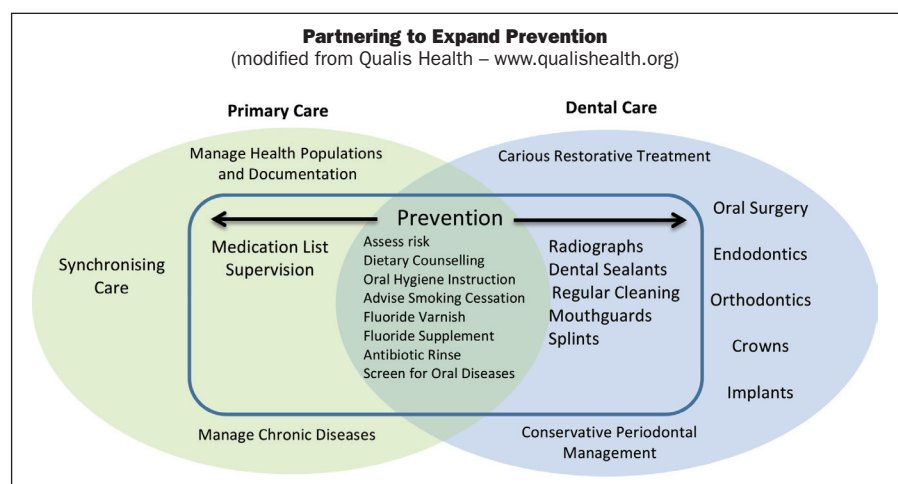 Partnering to Expand Prevention
(modified from Qualis Health – www.qualishealth.org)
Primary Care
Dental Care
Manage Health Populations
and Documentation
Carious Restorative Treatment
Prevention
Synchronising
Care
Medication List
Supervision
Assess risk
Dietary Counselling
Oral Hygiene Instruction
Advise Smoking Cessation
Fluoride Varnish
Fluoride Supplement
Antibiotic Rinse
Screen for Oral Diseases
Radiographs
Dental Sealants
Regular Cleaning
Mouthguards
Splints
Oral Surgery
Endodontics
Orthodontics
Crowns
Implants
Manage Chronic Diseases
Conservative Periodontal
Management